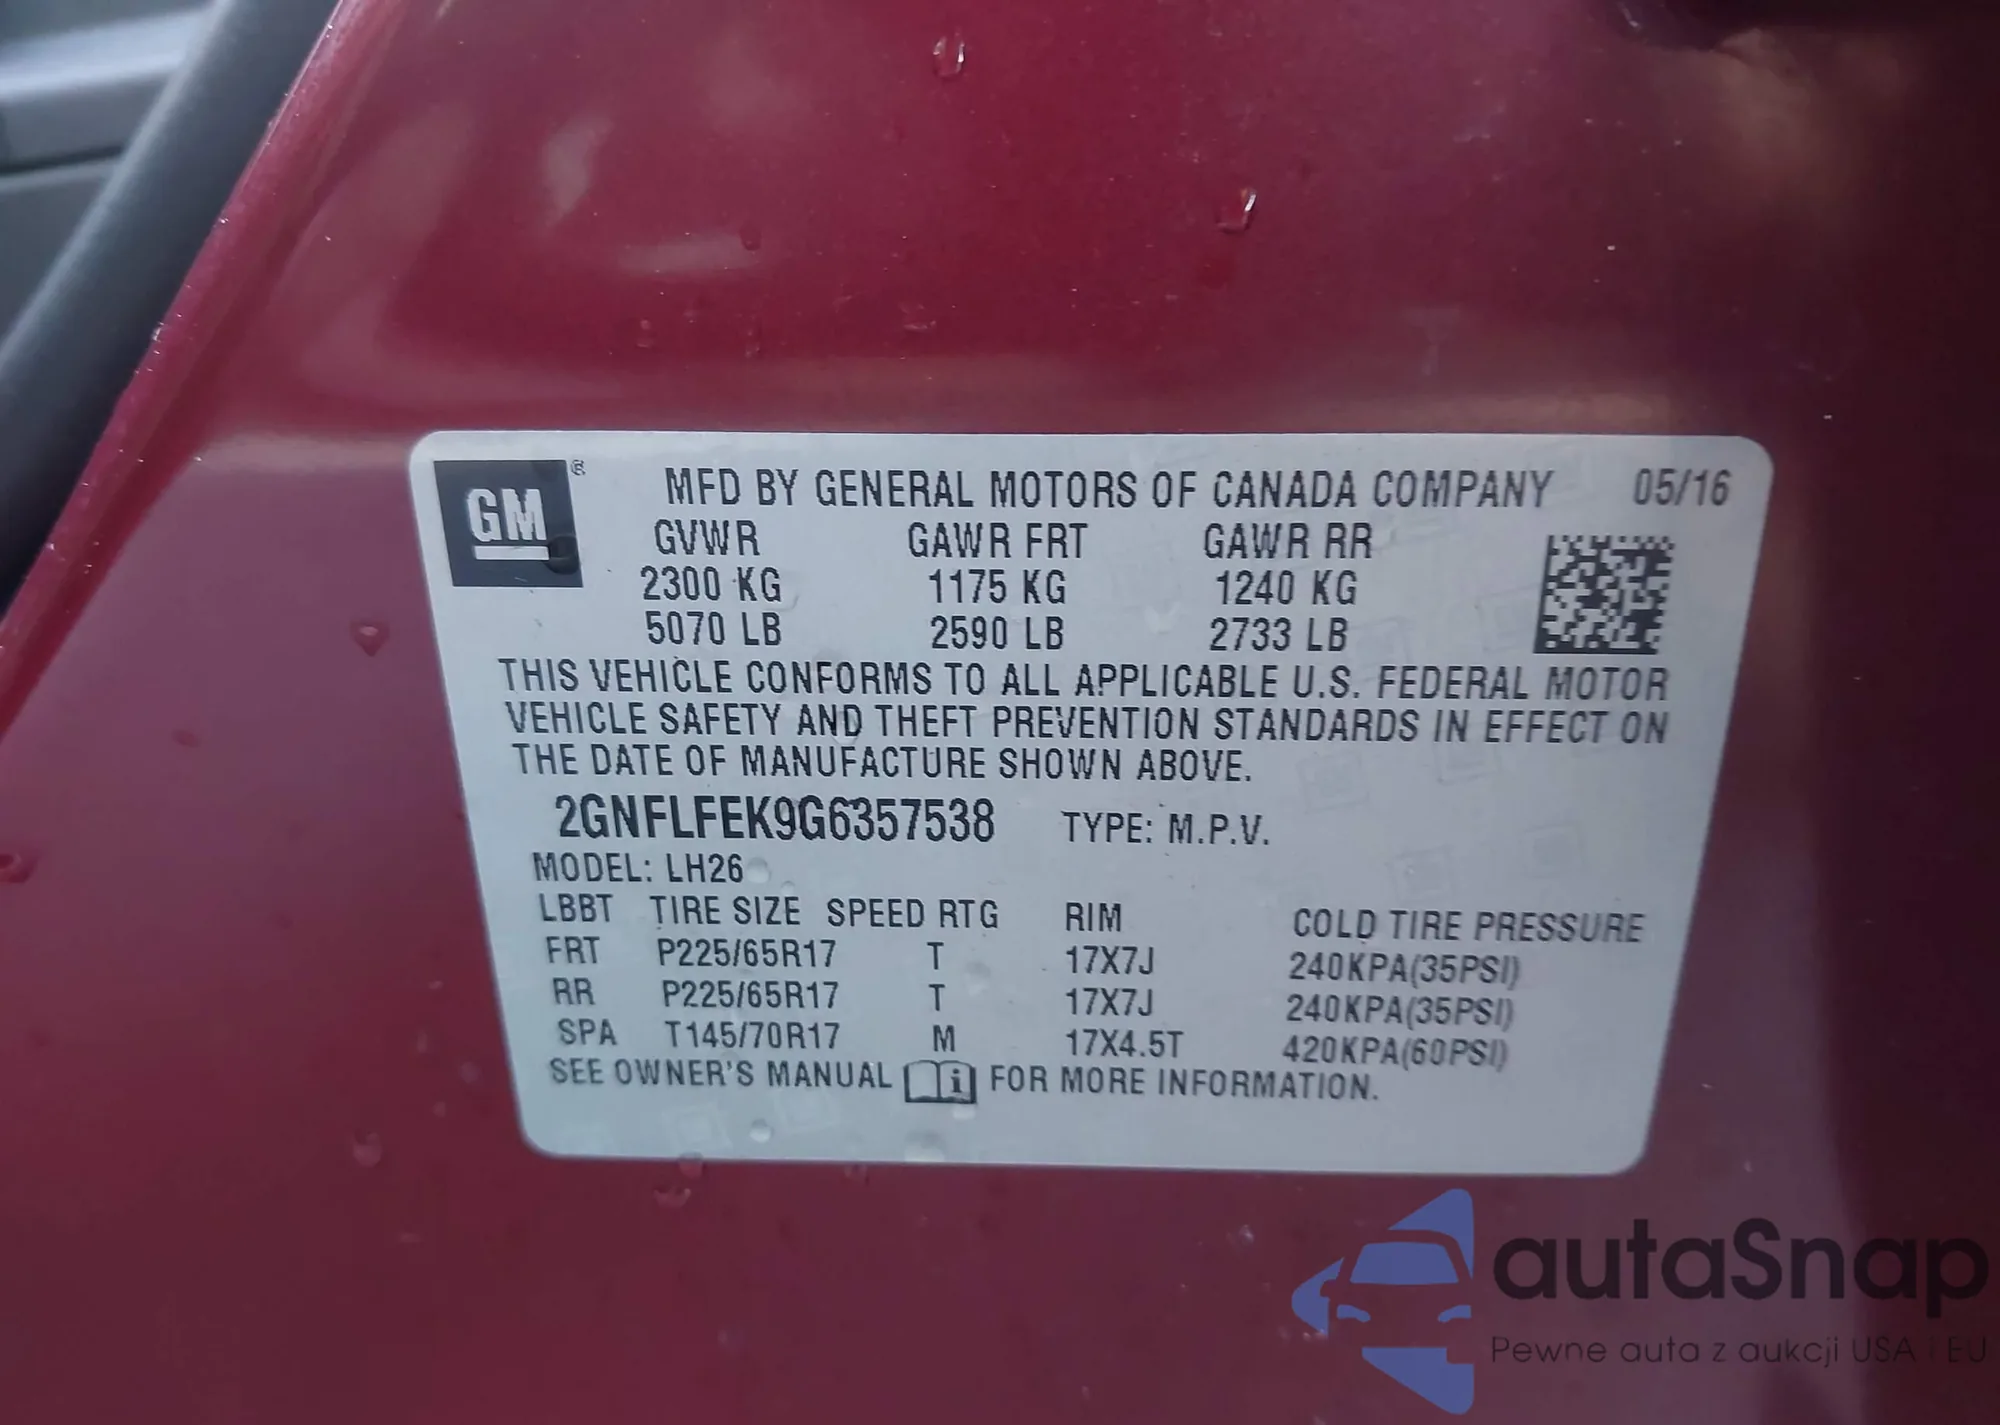 GM ® MFD BY GENERAL MOTORS OF CANADA COMPANY 05/16
GVWR GAWR FRT GAWR RR
2300 KG 1175 KG 1240 KG
5070 LB 2590 LB 2733 LB
THIS VEHICLE CONFORMS TO ALL APPLICABLE U.S. FEDERAL MOTOR
VEHICLE SAFETY AND THEFT PREVENTION STANDARDS IN EFFECT ON
THE DATE OF MANUFACTURE SHOWN ABOVE.
2GNFLFEK9G6357538 TYPE: M.P.V.
MODEL: LH26
LBBT TIRE SIZE SPEED RTG RIM COLD TIRE PRESSURE
FRT P225/65R17 T 17X7J 240KPA(35PSI)
RR P225/65R17 T 17X7J 240KPA(35PSI)
SPA T145/70R17 M 17X4.5T 420KPA(60PSI)
SEE OWNER'S MANUAL i FOR MORE INFORMATION.
autaSnap
Pewne auta z aukcji USA i EU